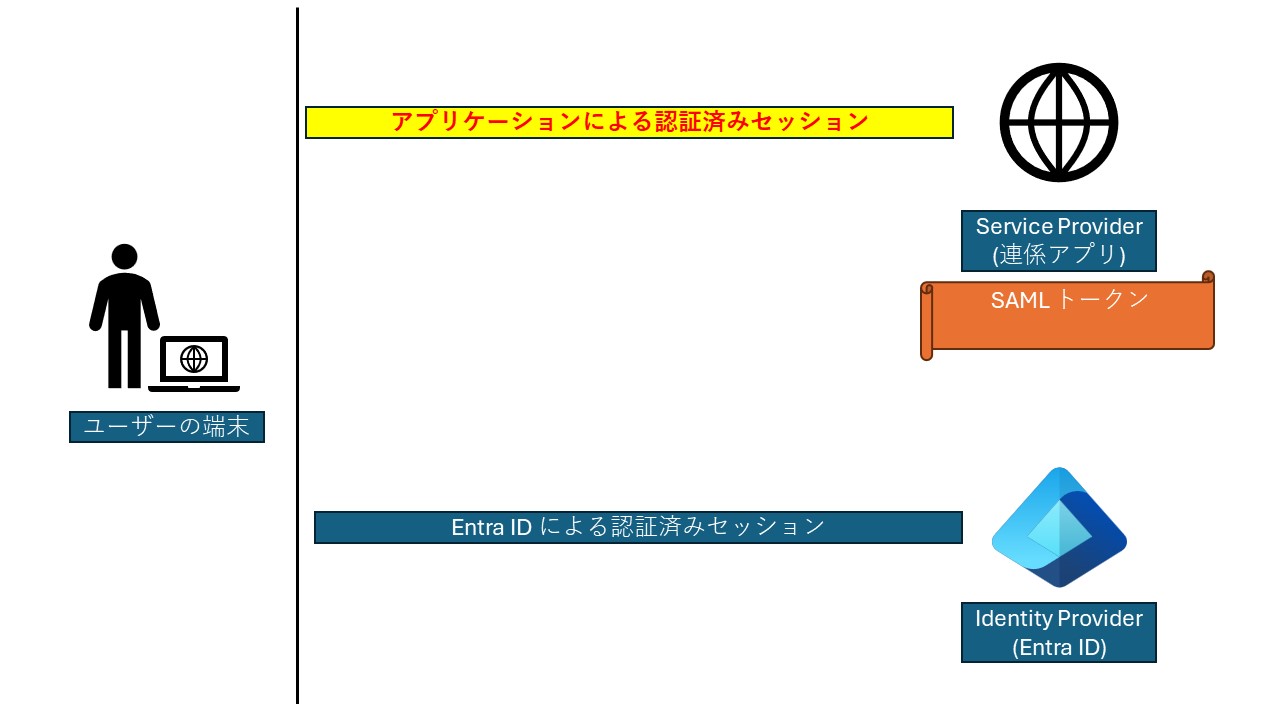 アプリケーションによる認証済みセッション
Service Provider
(連係アプリ)
SAML トークン
ユーザーの端末
Entra ID による認証済みセッション
Identity Provider
(Entra ID)